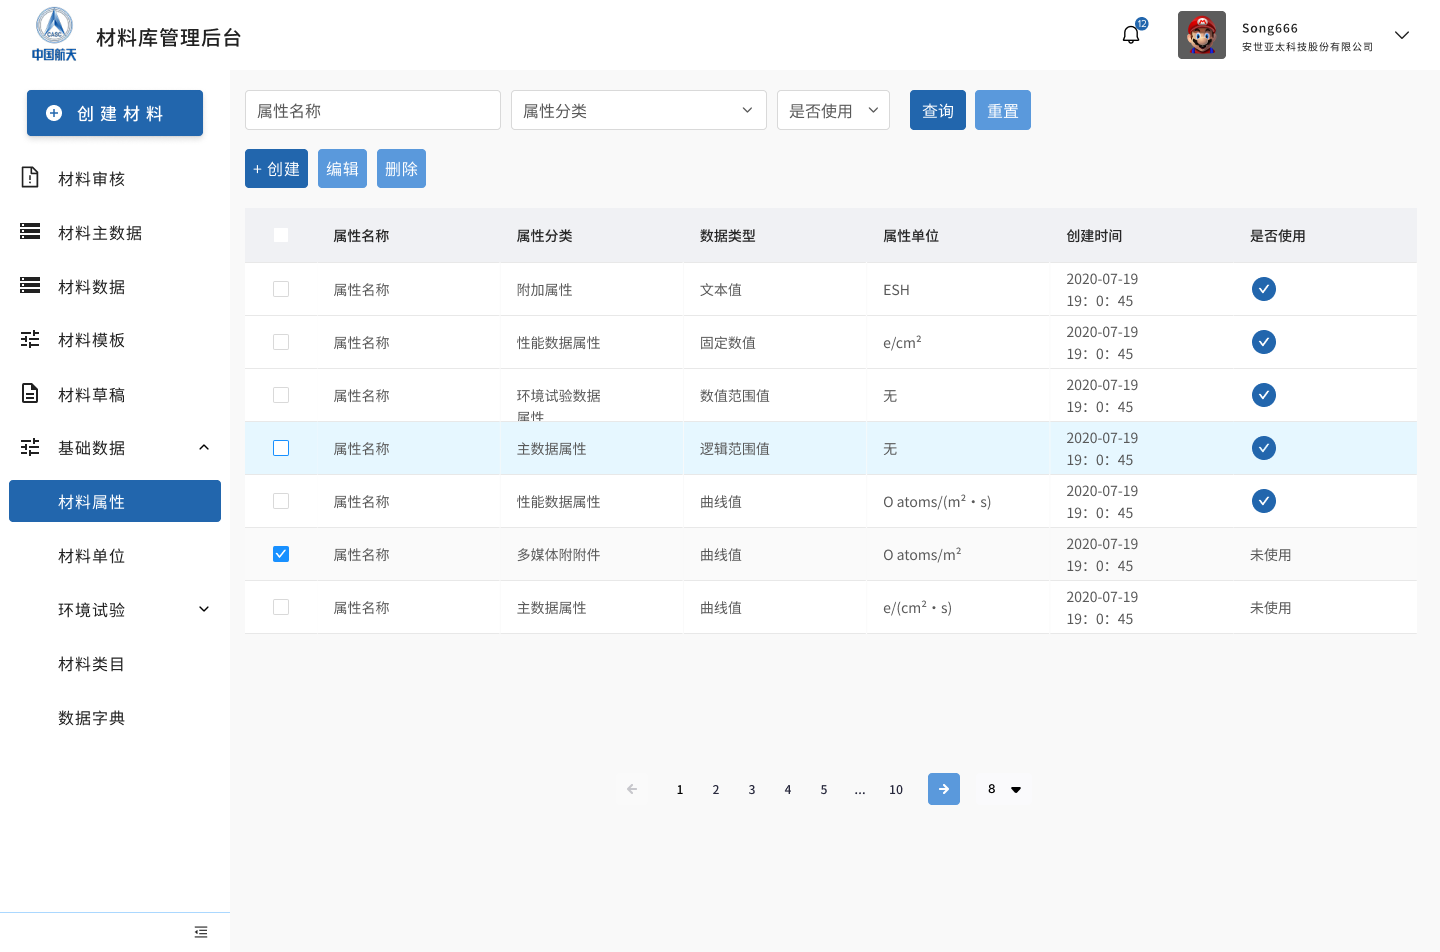 CASC
中国航天
材料库管理后台
12
Song666
安世亚太科技股份有限公司
创建材料
材料审核
材料主数据
材料数据
材料模板
材料草稿
基础数据
材料属性
材料单位
环境试验
材料类目
数据字典
属性名称 属性分类 是否使用 查询 重置
+ 创建 编辑 删除
属性名称 属性分类 数据类型 属性单位 创建时间 是否使用
属性名称 附加属性 文本值 ESH 2020-07-19
19：0：45
属性名称 性能数据属性 固定数值 e/cm² 2020-07-19
19：0：45
属性名称 环境试验数据 数值范围值 无 2020-07-19
属性 19：0：45
属性名称 主数据属性 逻辑范围值 无 2020-07-19
19：0：45
属性名称 性能数据属性 曲线值 O atoms/(m²·s) 2020-07-19
19：0：45
属性名称 多媒体附附件 曲线值 O atoms/m² 2020-07-19 未使用
19：0：45
属性名称 主数据属性 曲线值 e/(cm²·s) 2020-07-19 未使用
19：0：45
1 2 3 4 5 ... 10 8